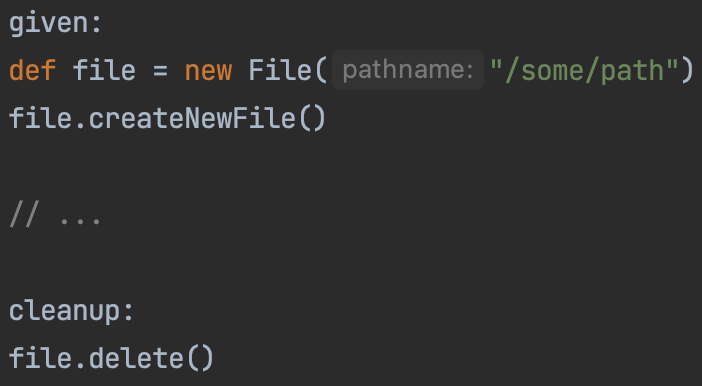 given:
def file = new File( pathname: "/some/path")
file.createNewFile()
// ...
cleanup:
file.delete()